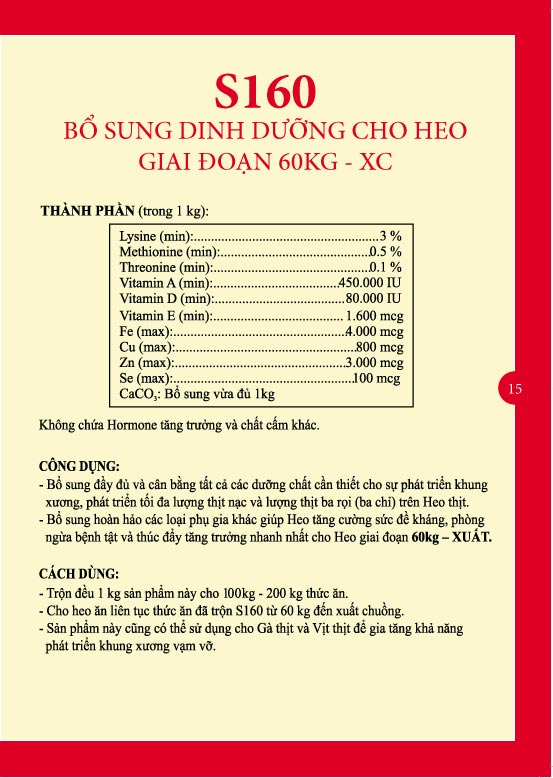 S160
BỔ SUNG DINH DƯỠNG CHO HEO
GIAI ĐOẠN 60KG - XC
THÀNH PHẦN (trong 1 kg):
Lysine (min):..................................................3 %
Methionine (min):........................................0.5 %
Threonine (min):..........................................0.1 %
Vitamin A (min):..................................450.000 IU
Vitamin D (min):...................................80.000 IU
Vitamin E (min):................................... 1.600 mcg
Fe (max):..............................................4.000 mcg
Cu (max):................................................800 mcg
Zn (max):..............................................3.000 mcg
Se (max):................................................100 mcg
CaCO₃: Bổ sung vừa đủ 1kg
15
Không chứa Hormone tăng trưởng và chất cấm khác.
CÔNG DỤNG:
- Bổ sung đầy đủ và cân bằng tất cả các dưỡng chất cần thiết cho sự phát triển khung
xương, phát triển tối đa lượng thịt nạc và lượng thịt ba rọi (ba chỉ) trên Heo thịt.
- Bổ sung hoàn hảo các loại phụ gia khác giúp Heo tăng cường sức đề kháng, phòng
ngừa bệnh tật và thúc đẩy tăng trưởng nhanh nhất cho Heo giai đoạn 60kg – XUẤT.
CÁCH DÙNG:
- Trộn đều 1 kg sản phẩm này cho 100kg - 200 kg thức ăn.
- Cho heo ăn liên tục thức ăn đã trộn S160 từ 60 kg đến xuất chuồng.
- Sản phẩm này cũng có thể sử dụng cho Gà thịt và Vịt thịt để gia tăng khả năng
phát triển khung xương vạm vỡ.